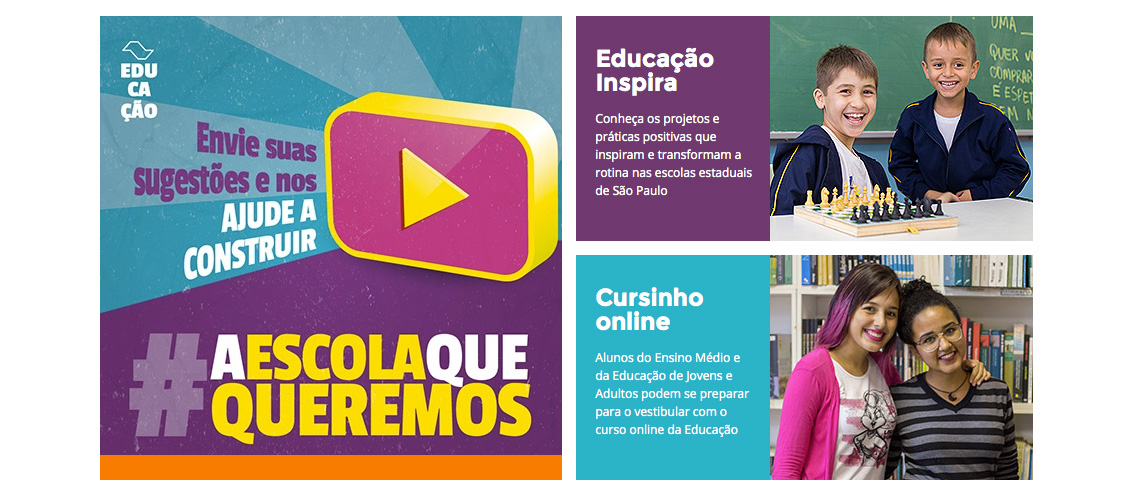 EDU
CA
ÇÃO
Envie suas
sugestões e nos
AJUDE A
CONSTRUIR
#AESCOLAQUE
QUEREMOS
Educação
Inspira
Conheça os projetos e
práticas positivas que
inspiram e transformam a
rotina nas escolas estaduais
de São Paulo
UMA
QUER
COMPRAR
É ESPE
Cursinho
online
Alunos do Ensino Médio e
da Educação de Jovens e
Adultos podem se preparar
para o vestibular com o
curso online da Educação